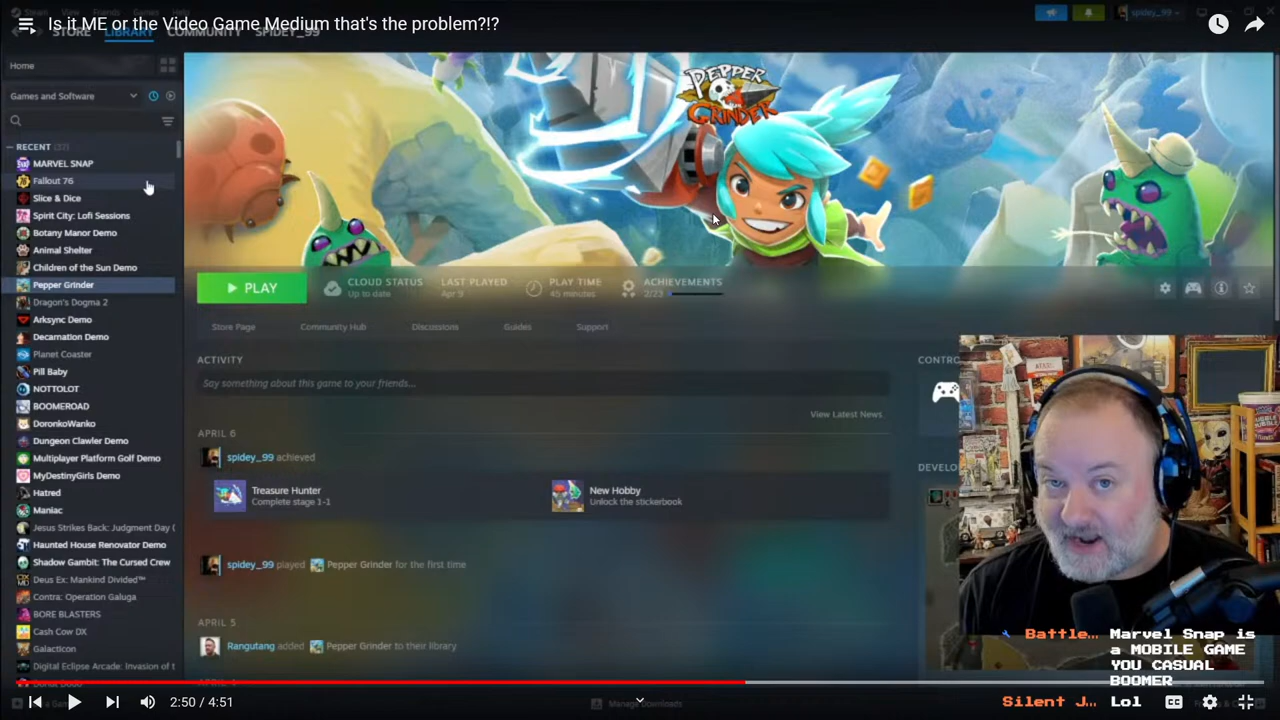 Is it ME or the Video Game Medium that's the problem?!?
STORE LIBRARY COMMUNITY SPIDEY_99
spidey_99
Home
Games and Software
RECENT (37)
MARVEL SNAP
Fallout 76
Slice & Dice
Spirit City: Lofi Sessions
Botany Manor Demo
Animal Shelter
Children of the Sun Demo
Pepper Grinder
Dragon's Dogma 2
Arksync Demo
Decarnation Demo
Planet Coaster
Pill Baby
NOTTOLOT
BOOMEROAD
DoronkoWanko
Dungeon Clawler Demo
Multiplayer Platform Golf Demo
MyDestinyGirls Demo
Hatred
Maniac
Jesus Strikes Back: Judgment Day (
Haunted House Renovator Demo
Shadow Gambit: The Cursed Crew
Deus Ex: Mankind Divided™
Contra: Operation Galuga
BORE BLASTERS
Cash Cow DX
Galacticon
Digital Eclipse Arcade: Invasion of t
PEPPER
GRINDER
PLAY
CLOUD STATUS
Up to date
LAST PLAYED
Apr 9
PLAY TIME
45 minutes
ACHIEVEMENTS
2/23
Store Page Community Hub Discussions Guides Support
ACTIVITY
Say something about this game to your friends...
View Latest News
APRIL 6
spidey_99 achieved
Treasure Hunter
Complete stage 1-1
New Hobby
Unlock the stickerbook
spidey_99 played Pepper Grinder for the first time
APRIL 5
Rangutang added Pepper Grinder to their library
CONTRO
DEVELO
Battle... Marvel Snap is
a MOBILE GAME
YOU CASUAL
BOOMER
Silent J... Lol
2:50 / 4:51
Manage Downloads
CC